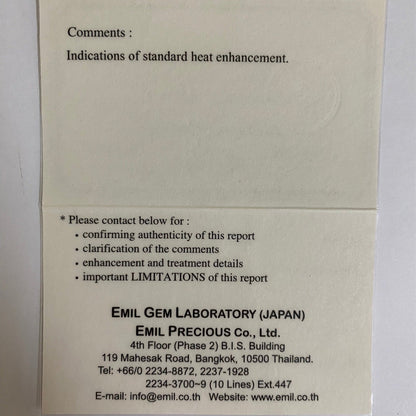 Comments :
Indications of standard heat enhancement.
* Please contact below for :
• confirming authenticity of this report
• clarification of the comments
• enhancement and treatment details
• important LIMITATIONS of this report
EMIL GEM LABORATORY (JAPAN)
EMIL PRECIOUS Co., Ltd.
4th Floor (Phase 2) B.I.S. Building
119 Mahesak Road, Bangkok, 10500 Thailand.
Tel: +66/0 2234-8872, 2237-1928
2234-3700~9 (10 Lines) Ext.447
E-mail: info@emil.co.th Website: www.emil.co.th